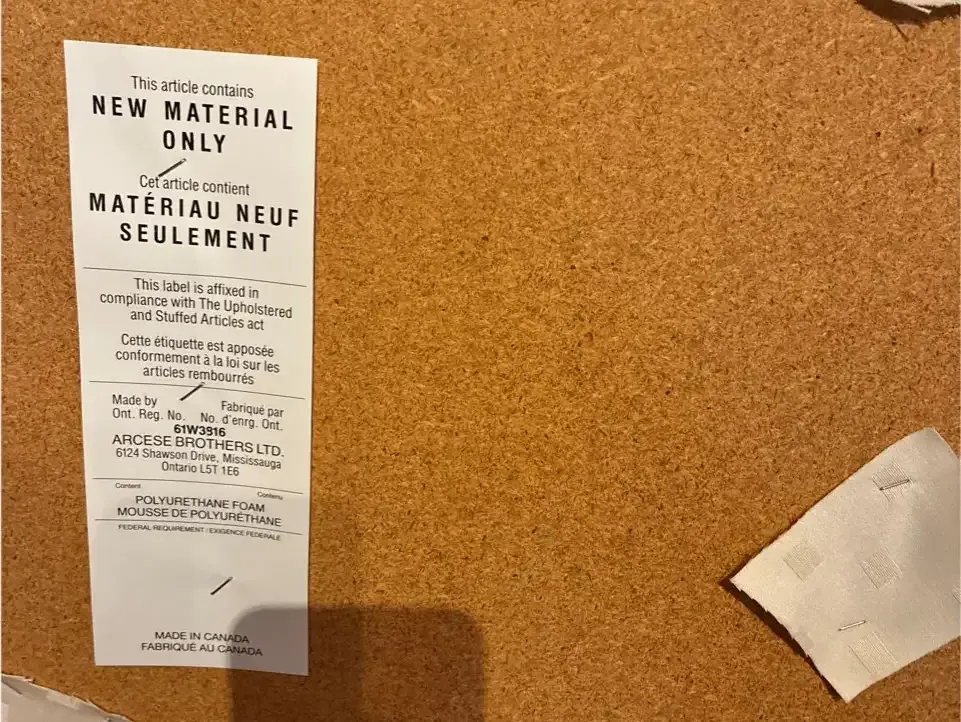 This article contains
NEW MATERIAL
ONLY
Cet article contient
MATÉRIAU NEUF
SEULEMENT
This label is affixed in
compliance with The Upholstered
and Stuffed Articles act
Cette étiquette est apposée
conformement à la loi sur les
articles rembourrés
Made by Fabriqué par
Ont. Reg. No. No. d'enrg. Ont.
61W3916
ARCESE BROTHERS LTD.
6124 Shawson Drive, Mississauga
Ontario L5T 1E6
Content Contenu
POLYURETHANE FOAM
MOUSSE DE POLYURÉTHANE
FEDERAL REQUIREMENT / EXIGENCE FEDERALE
MADE IN CANADA
FABRIQUÉ AU CANADA